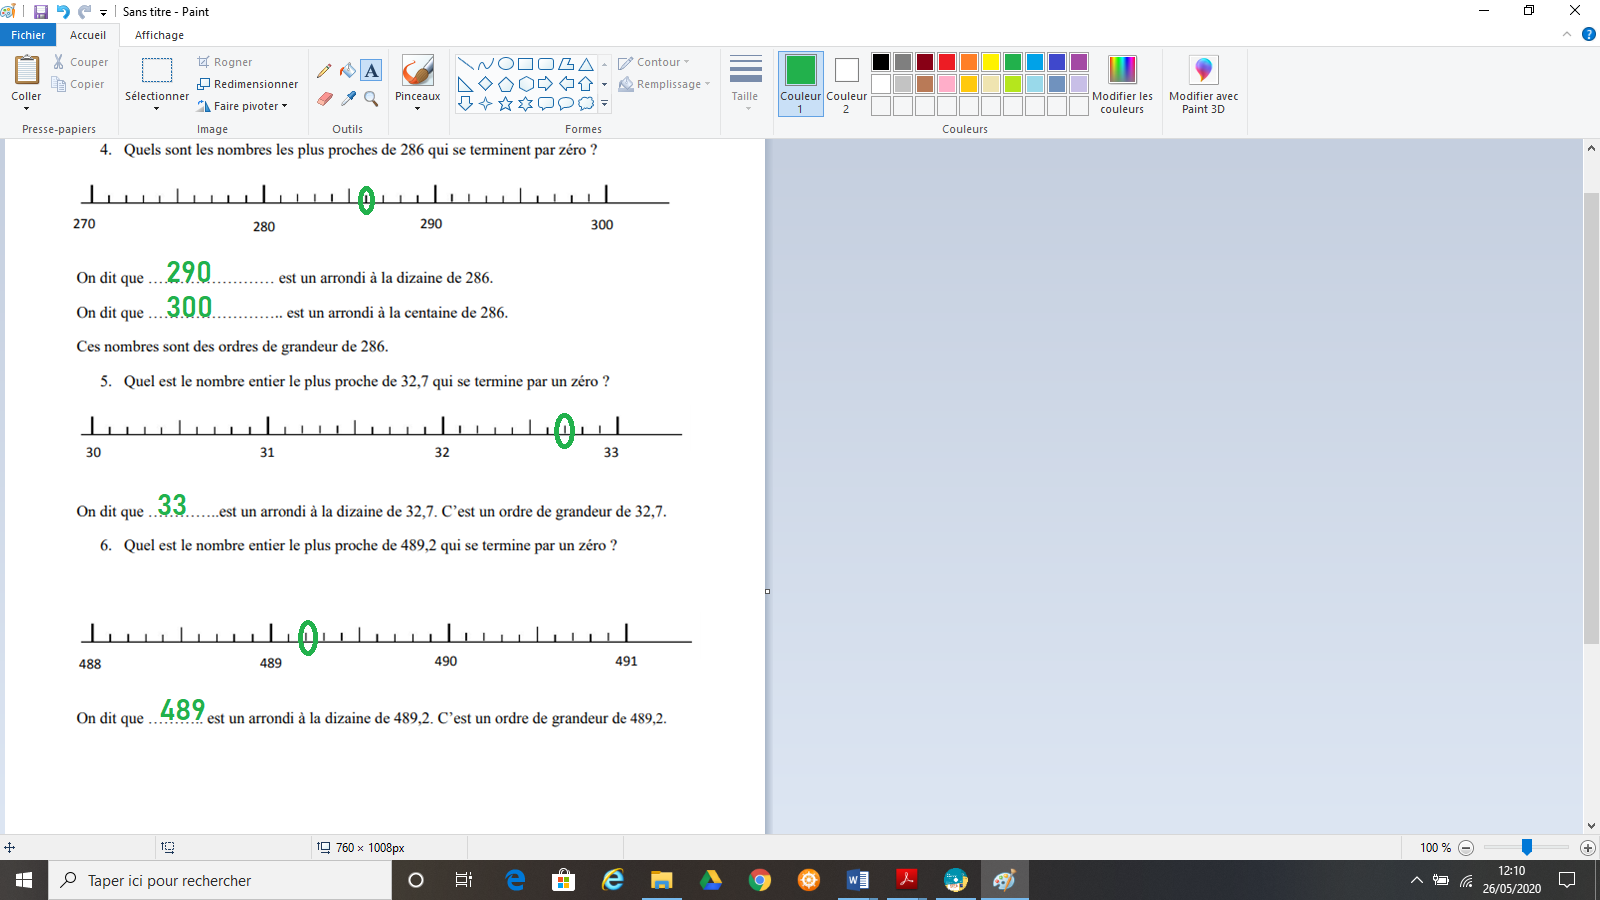 Sans titre - Paint
Fichier Accueil Affichage
Coller
Couper
Copier
Presse-papiers
Sélectionner
Rogner
Redimensionner
Faire pivoter
Image
A
Outils
Pinceaux
Contour
Remplissage
Formes
Taille
Couleur 1
Couleur 2
Modifier les couleurs
Couleurs
Modifier avec Paint 3D
4. Quels sont les nombres les plus proches de 286 qui se terminent par zéro ?
270 280 290 300
On dit que …290………………… est un arrondi à la dizaine de 286.
On dit que …300………………….. est un arrondi à la centaine de 286.
Ces nombres sont des ordres de grandeur de 286.
5. Quel est le nombre entier le plus proche de 32,7 qui se termine par un zéro ?
30 31 32 33
On dit que …33………..est un arrondi à la dizaine de 32,7. C’est un ordre de grandeur de 32,7.
6. Quel est le nombre entier le plus proche de 489,2 qui se termine par un zéro ?
488 489 490 491
On dit que …489…….. est un arrondi à la dizaine de 489,2. C’est un ordre de grandeur de 489,2.
760 × 1008px
100 %
Taper ici pour rechercher
12:10
26/05/2020